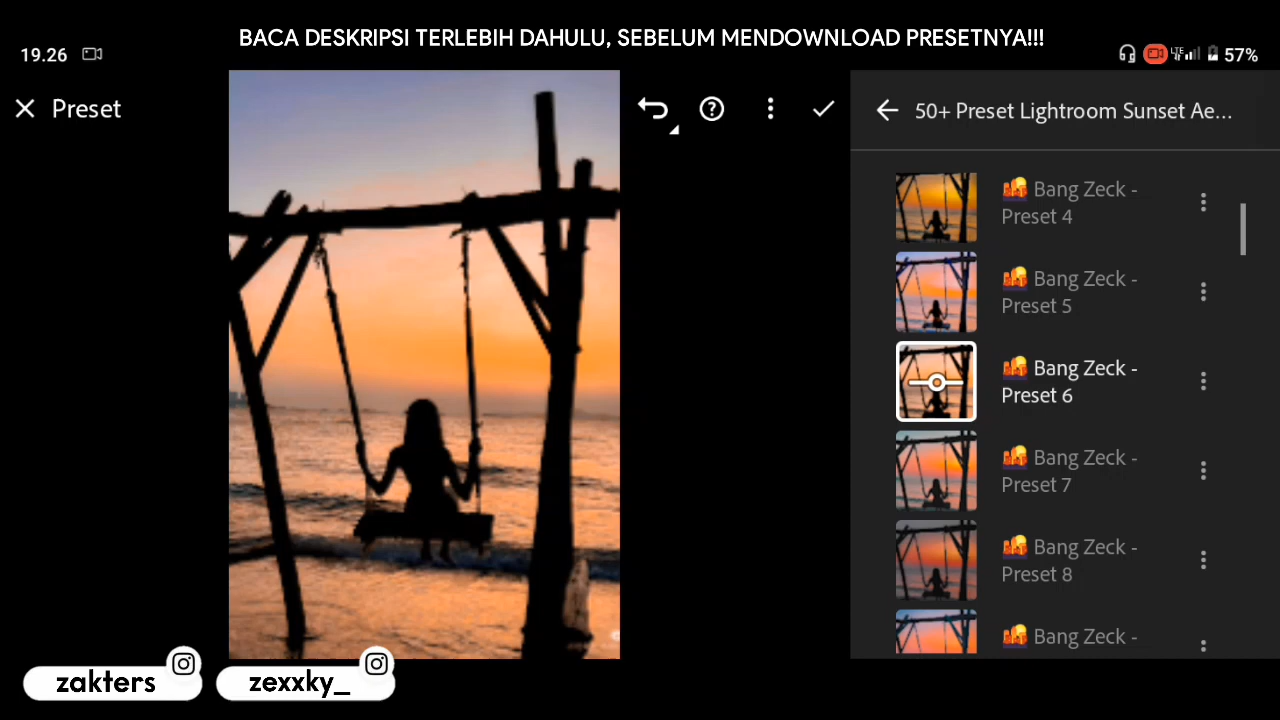 BACA DESKRIPSI TERLEBIH DAHULU, SEBELUM MENDOWNLOAD PRESETNYA!!!
19.26
LTE
57%
Preset
50+ Preset Lightroom Sunset Ae...
Bang Zeck -
Preset 4
Bang Zeck -
Preset 5
Bang Zeck -
Preset 6
Bang Zeck -
Preset 7
Bang Zeck -
Preset 8
Bang Zeck -
zakters
zexxky_